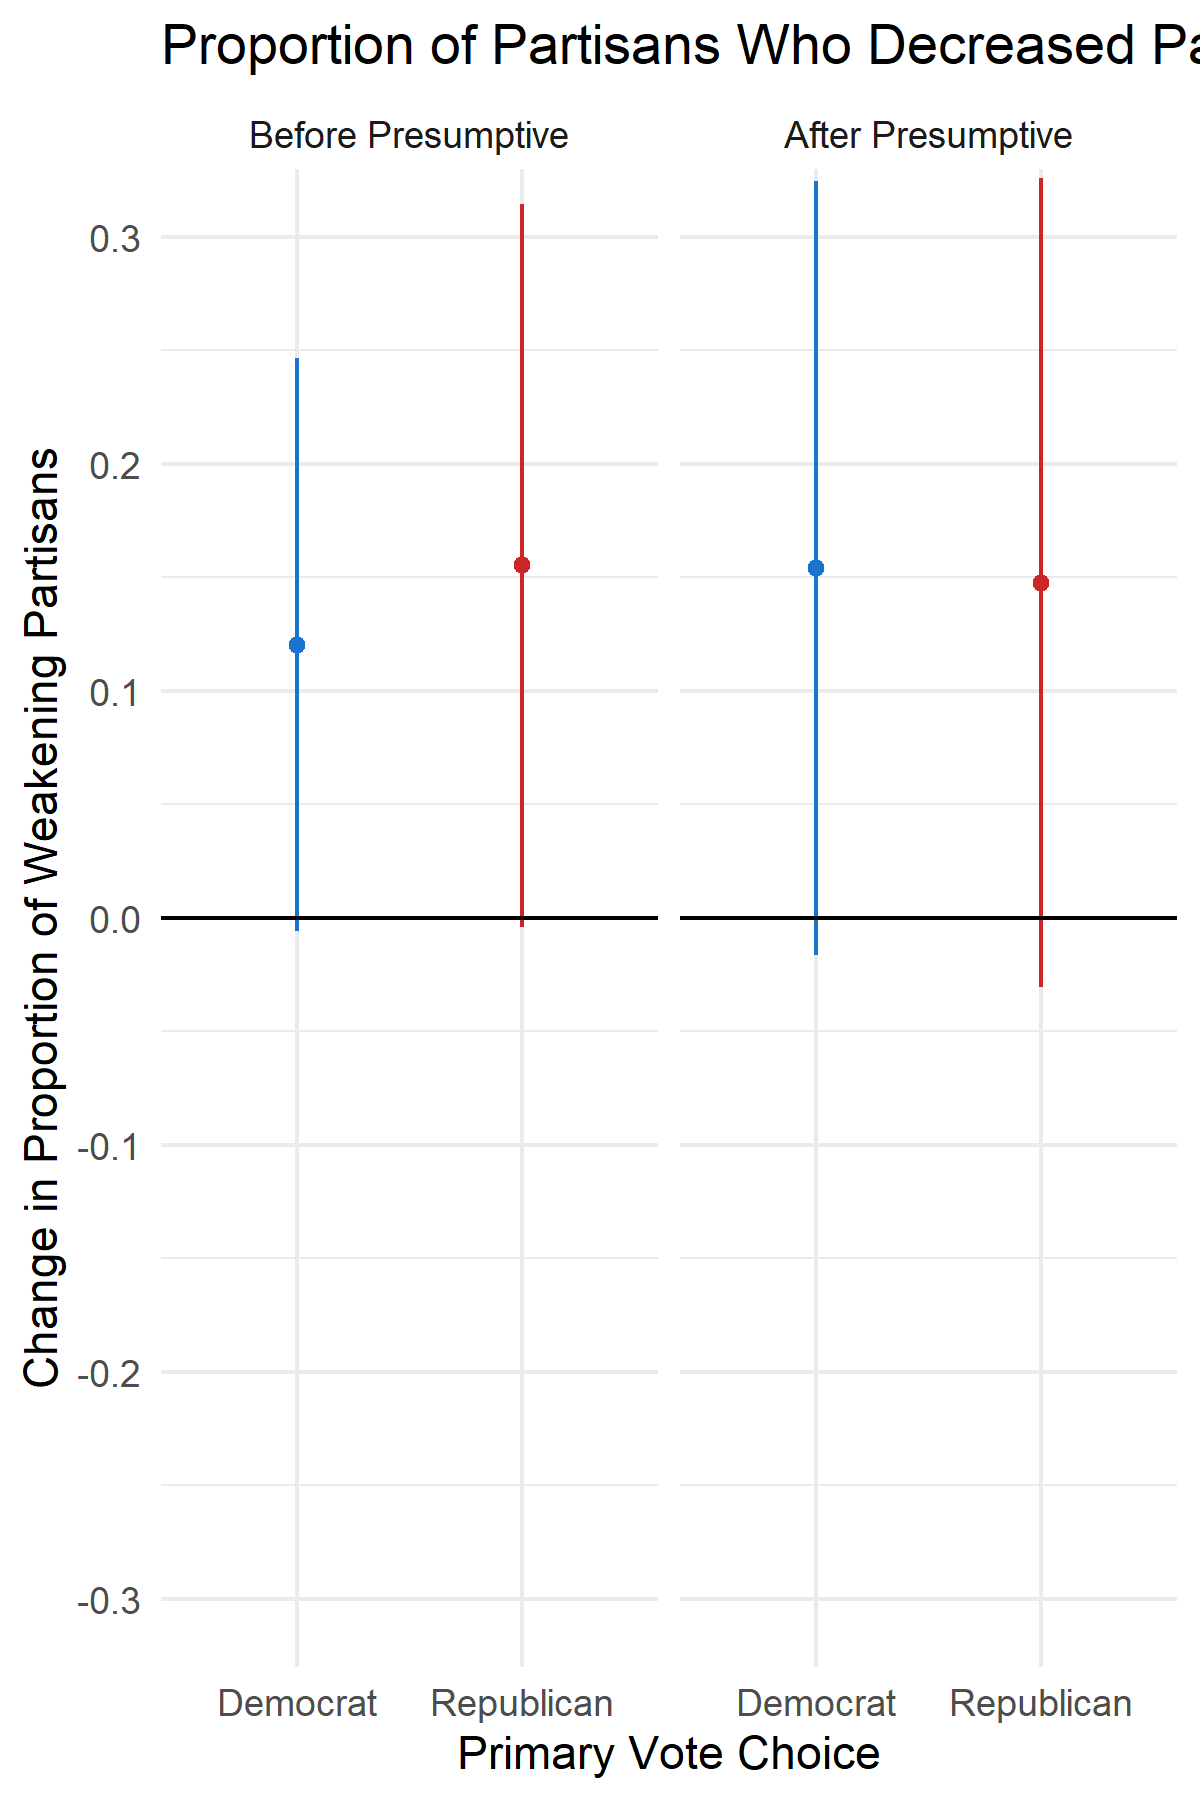 Proportion of Partisans Who Decreased
Before Presumptive
After Presumptive
Change in Proportion of Weakening Partisans
0.3
0.2
0.1
0.0
-0.1
-0.2
-0.3
Democrat
Republican
Democrat
Republican
Primary Vote Choice